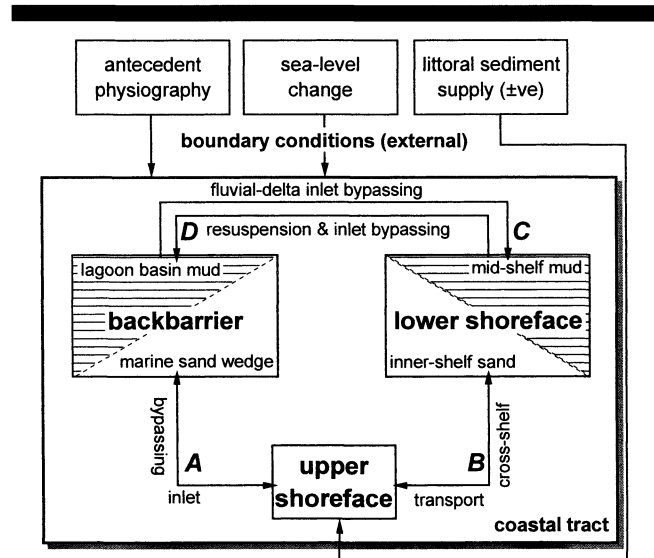 antecedent
physiography
sea-level
change
littoral sediment
supply (±ve)
boundary conditions (external)
fluvial-delta inlet bypassing
D resuspension & inlet bypassing C
lagoon basin mud
mid-shelf mud
backbarrier
lower shoreface
marine sand wedge
inner-shelf sand
bypassing
A
inlet
upper
shoreface
B
transport
cross-shelf
coastal tract